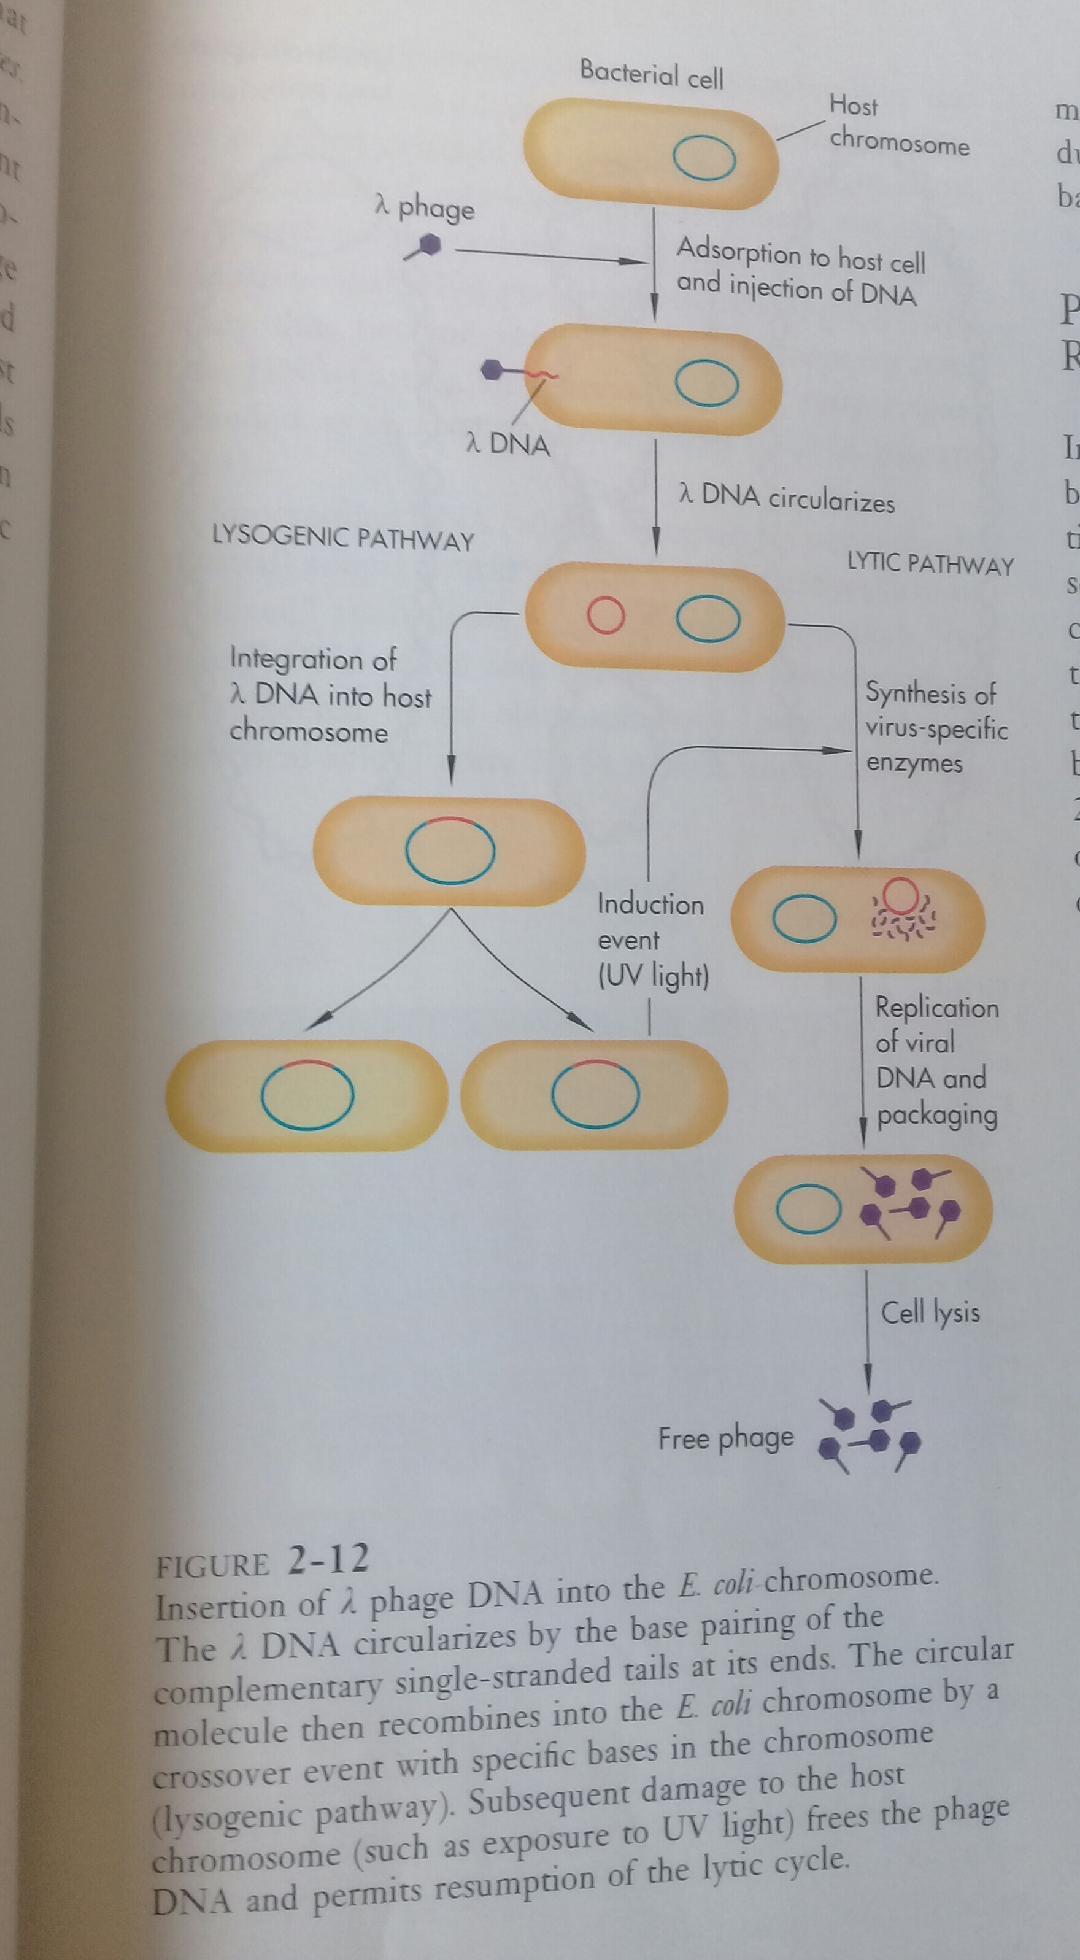 Bacterial cell
Host
chromosome
λ phage
Adsorption to host cell
and injection of DNA
λ DNA
λ DNA circularizes
LYSOGENIC PATHWAY
LYTIC PATHWAY
Integration of
λ DNA into host
chromosome
Synthesis of
virus-specific
enzymes
Induction
event
(UV light)
Replication
of viral
DNA and
packaging
Cell lysis
Free phage
FIGURE 2-12
Insertion of λ phage DNA into the E. coli chromosome.
The λ DNA circularizes by the base pairing of the
complementary single-stranded tails at its ends. The circular
molecule then recombines into the E. coli chromosome by a
crossover event with specific bases in the chromosome
(lysogenic pathway). Subsequent damage to the host
chromosome (such as exposure to UV light) frees the phage
DNA and permits resumption of the lytic cycle.